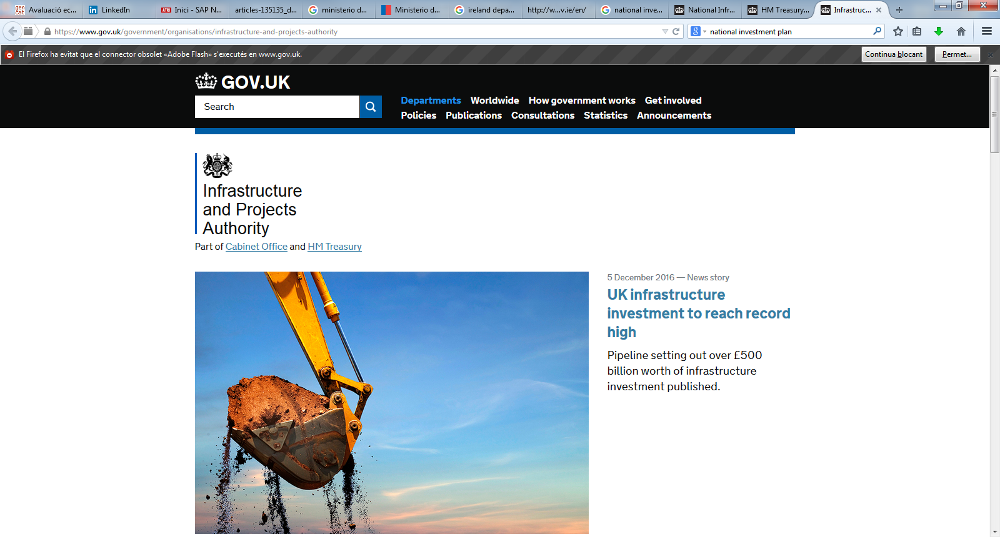 gen cat Avaluació ec...
in LinkedIn
ATRI Inici - SAP N...
articles-135135_d...
G ministerio d...
Ministerio d...
G ireland depa...
http://w...v.ie/en/
G national inve...
National Infr...
HM Treasury...
Infrastruc...
https://www.gov.uk/government/organisations/infrastructure-and-projects-authority
8 national investment plan
El Firefox ha evitat que el connector obsolet «Adobe Flash» s'executés en www.gov.uk.
Continua blocant
Permet...
GOV.UK
Search
Departments Worldwide How government works Get involved
Policies Publications Consultations Statistics Announcements
Infrastructure
and Projects
Authority
Part of Cabinet Office and HM Treasury
5 December 2016 — News story
UK infrastructure
investment to reach record
high
Pipeline setting out over £500
billion worth of infrastructure
investment published.